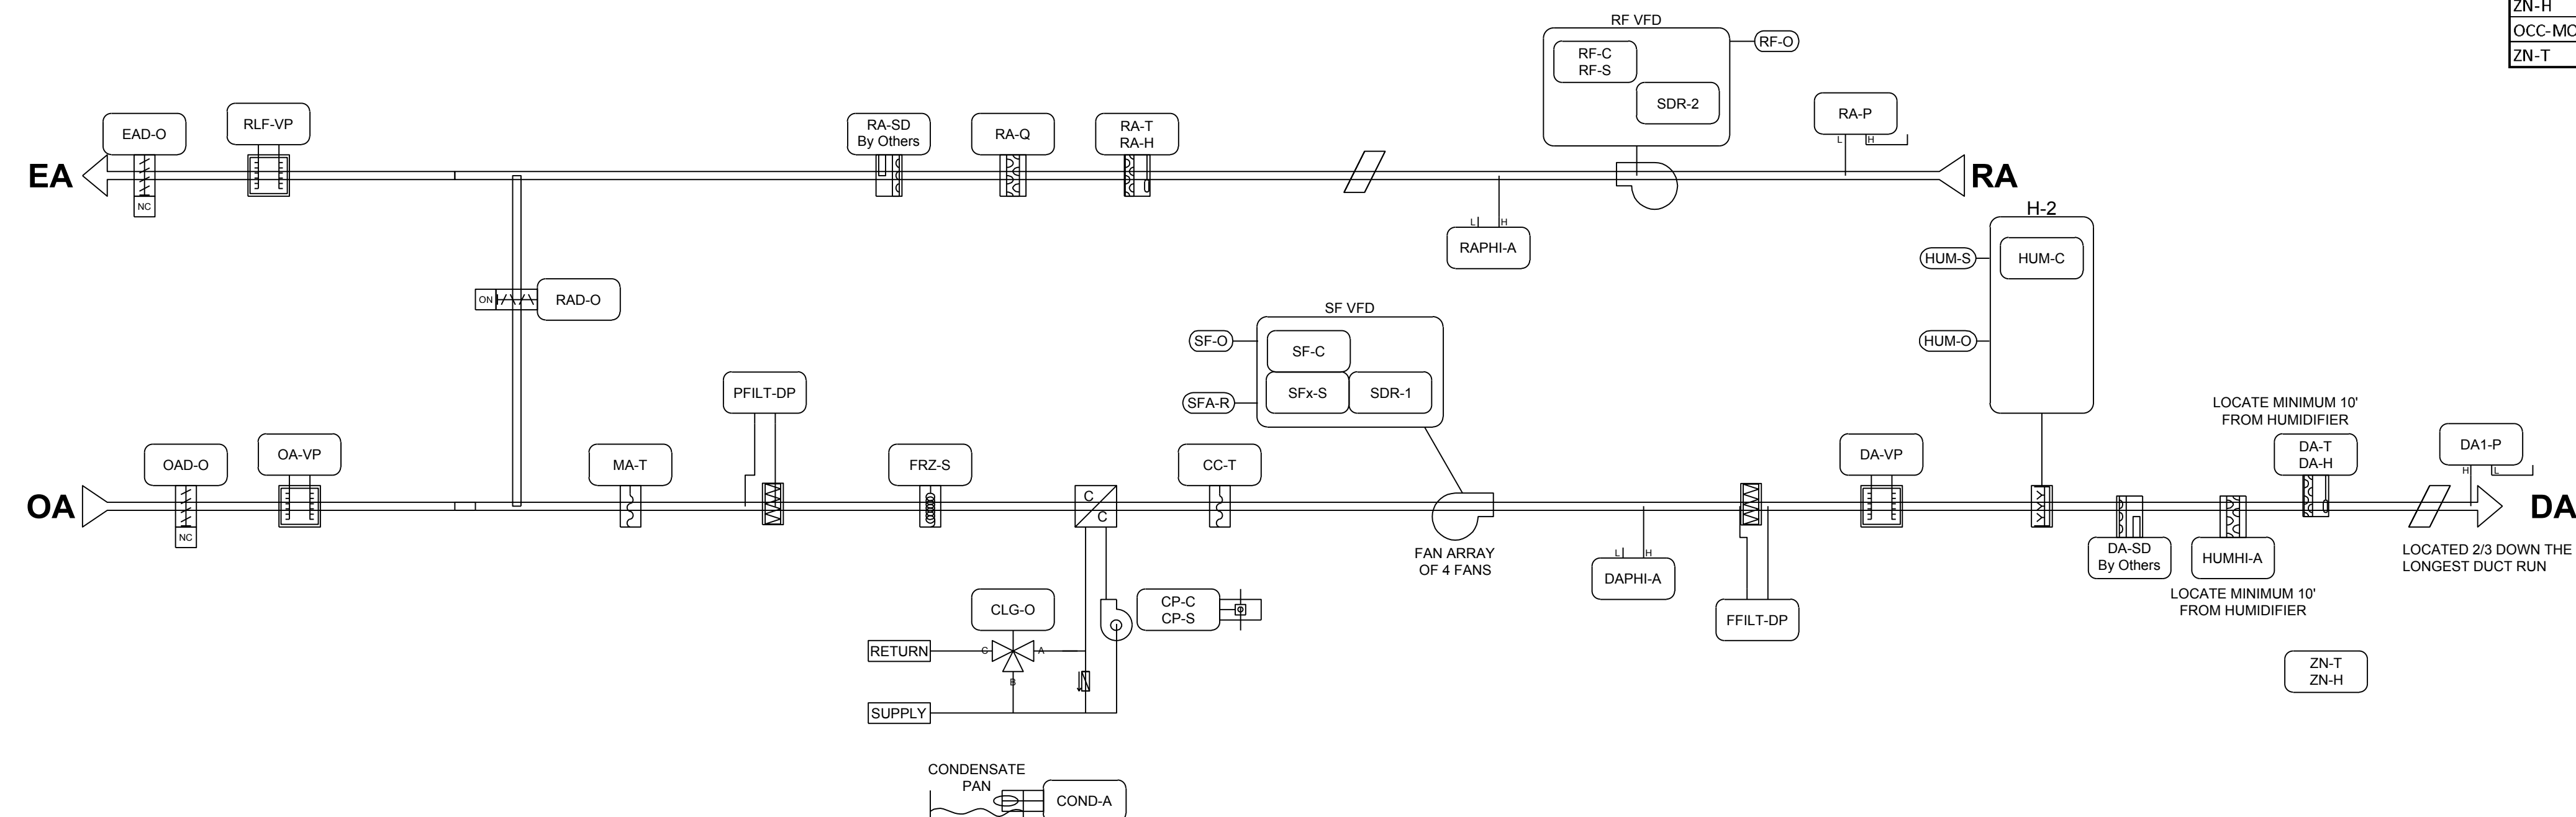 ZN-H
OCC-MO
ZN-T
RF VFD
RF-C
RF-S
SDR-2
RF-O
EAD-O
RLF-VP
RA-SD
By Others
RA-Q
RA-T
RA-H
RA-P
L
H
EA
NC
RA
L
H
RAPHI-A
H-2
HUM-S
HUM-C
HUM-O
ON
RAD-O
SF VFD
SF-O
SF-C
SFA-R
SFx-S
SDR-1
PFILT-DP
LOCATE MINIMUM 10'
FROM HUMIDIFIER
OAD-O
OA-VP
MA-T
FRZ-S
CC-T
DA-VP
DA-T
DA-H
DA1-P
H
L
OA
NC
C
C
DA
FAN ARRAY
OF 4 FANS
L
H
DAPHI-A
FFILT-DP
DA-SD
By Others
HUMHI-A
LOCATE MINIMUM 10'
FROM HUMIDIFIER
LOCATED 2/3 DOWN THE
LONGEST DUCT RUN
CLG-O
CP-C
CP-S
RETURN
C
A
B
SUPPLY
ZN-T
ZN-H
CONDENSATE
PAN
COND-A